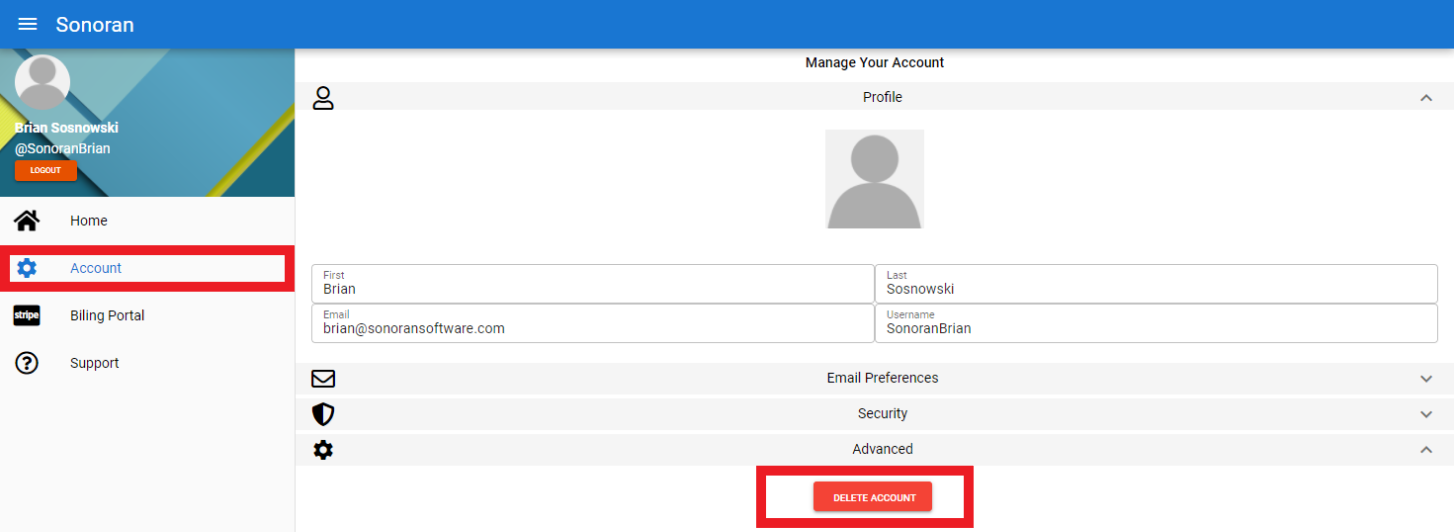 Sonoran
Brian Sosnowski
@SonoranBrian
LOGOUT
Home
Account
stripe
Biling Portal
Support
Manage Your Account
Profile
First
Brian
Last
Sosnowski
Email
brian@sonoransoftware.com
Username
SonoranBrian
Email Preferences
Security
Advanced
DELETE ACCOUNT